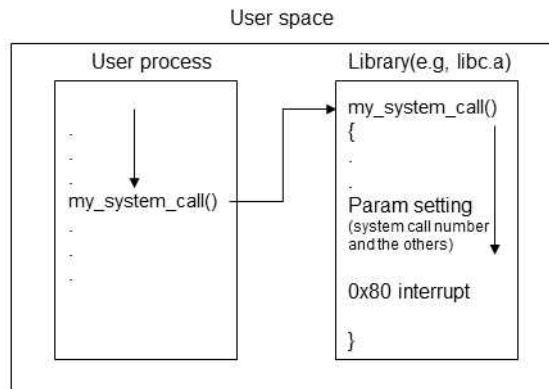 User space
User process
.
.
.
my_system_call()
.
.
.
Library(e.g, libc.a)
my_system_call()
{
.
.
Param setting
(system call number
and the others)
0x80 interrupt
}